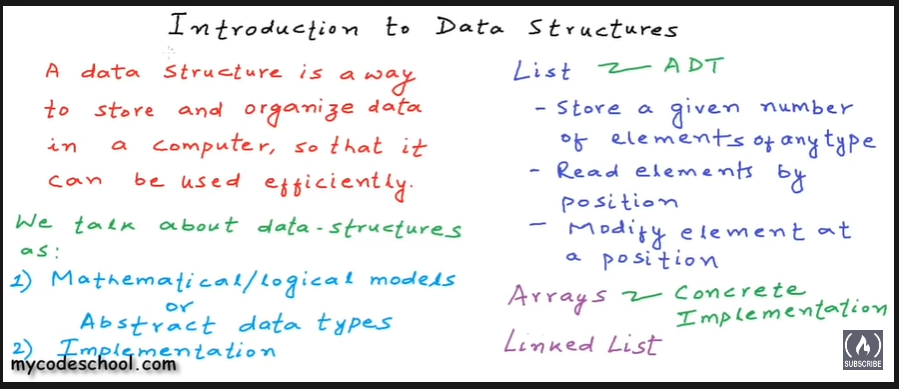 Introduction to Data Structures
A data structure is a way
to store and organize data
in a computer, so that it
can be used efficiently.
We talk about data-structures
as:
1) Mathematical/logical models
or
Abstract data types
2) Implementation
mycodeschool.com
List ADT
- Store a given number
of elements of any type
- Read elements by
position
- Modify element at
a position
Arrays Concrete
Implementation
Linked List
SUBSCRIBE